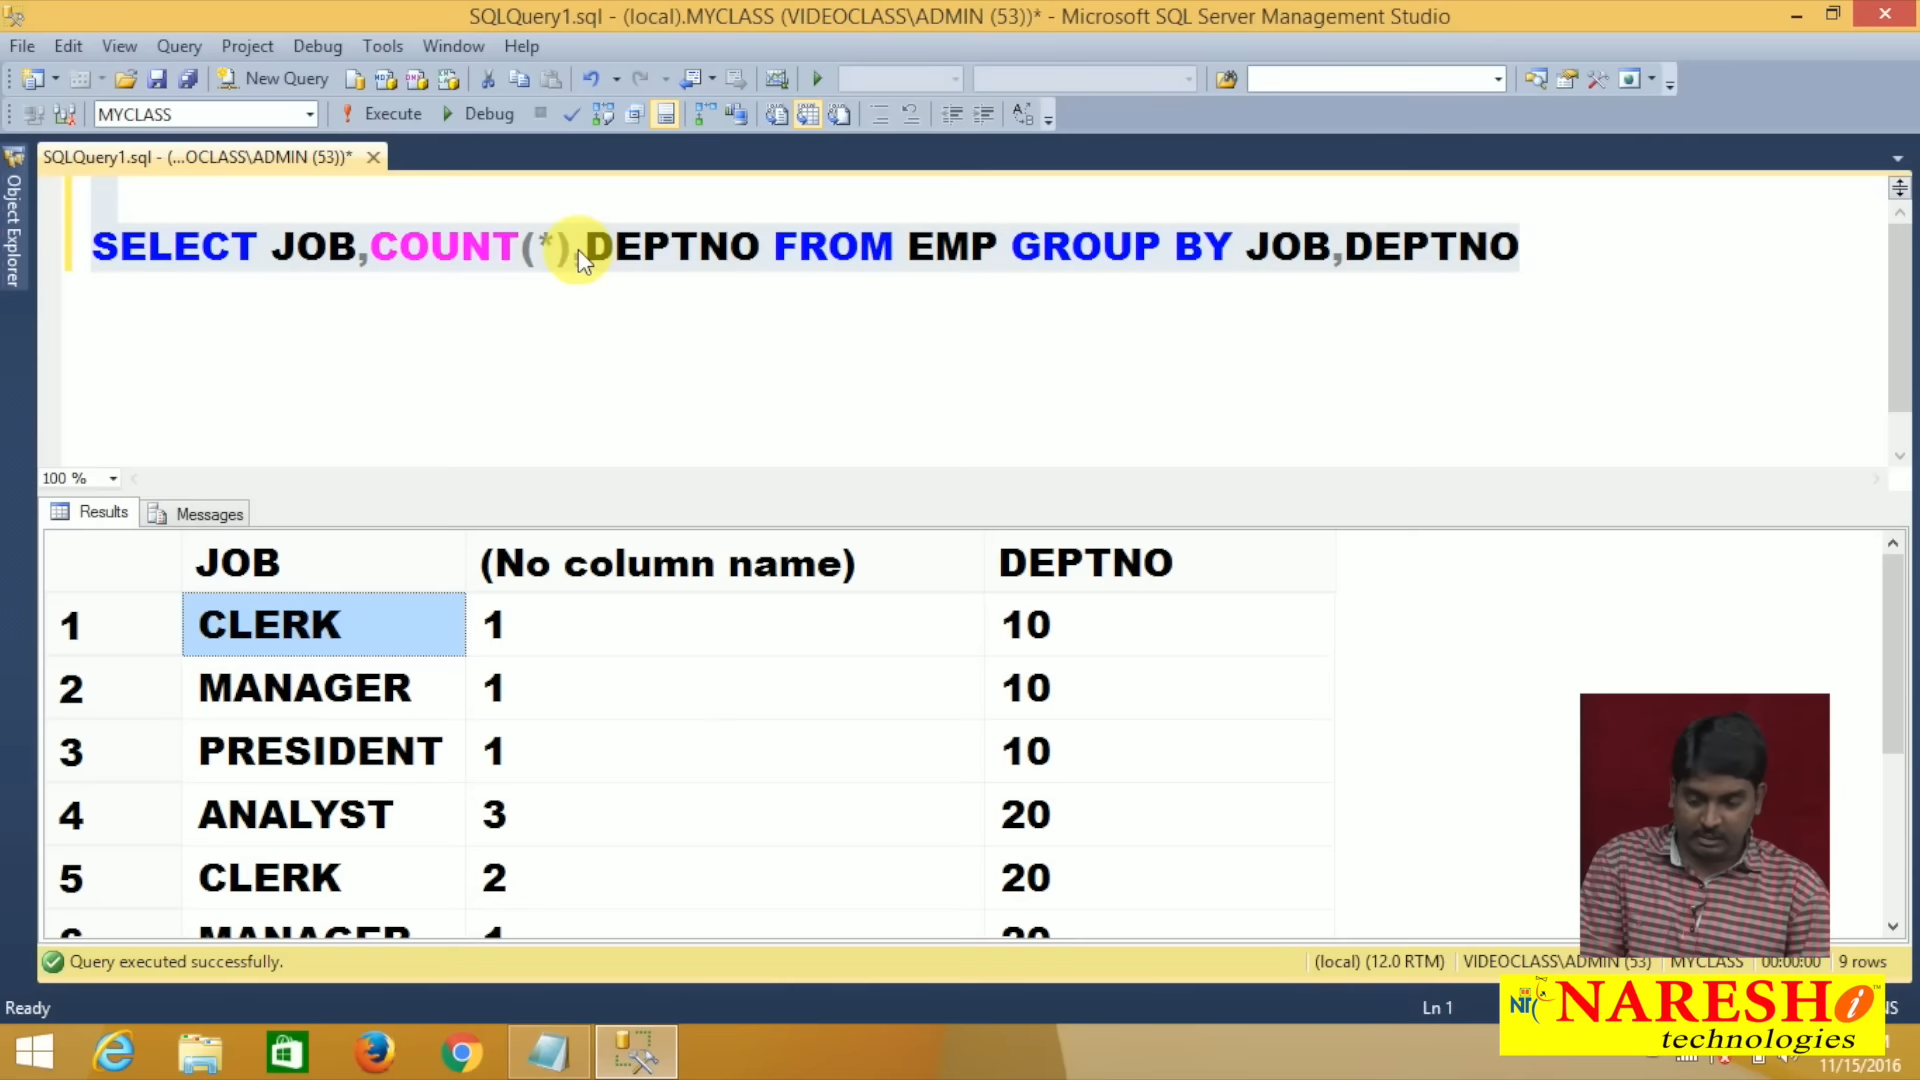 SQLQuery1.sql - (local).MYCLASS (VIDEOCLASS\ADMIN (53))* - Microsoft SQL Server Management Studio
File Edit View Query Project Debug Tools Window Help
New Query
MYCLASS Execute Debug
SQLQuery1.sql - (...OCLASS\ADMIN (53))*
Object Explorer
SELECT JOB,COUNT(*),DEPTNO FROM EMP GROUP BY JOB,DEPTNO
100 %
Results Messages
JOB (No column name) DEPTNO
1 CLERK 1 10
2 MANAGER 1 10
3 PRESIDENT 1 10
4 ANALYST 3 20
5 CLERK 2 20
6 MANAGER 1 20
Query executed successfully. (local) (12.0 RTM) VIDEOCLASS\ADMIN (53) MYCLASS 00:00:00 9 rows
Ready Ln 1
NARESH i
technologies
11/15/2016